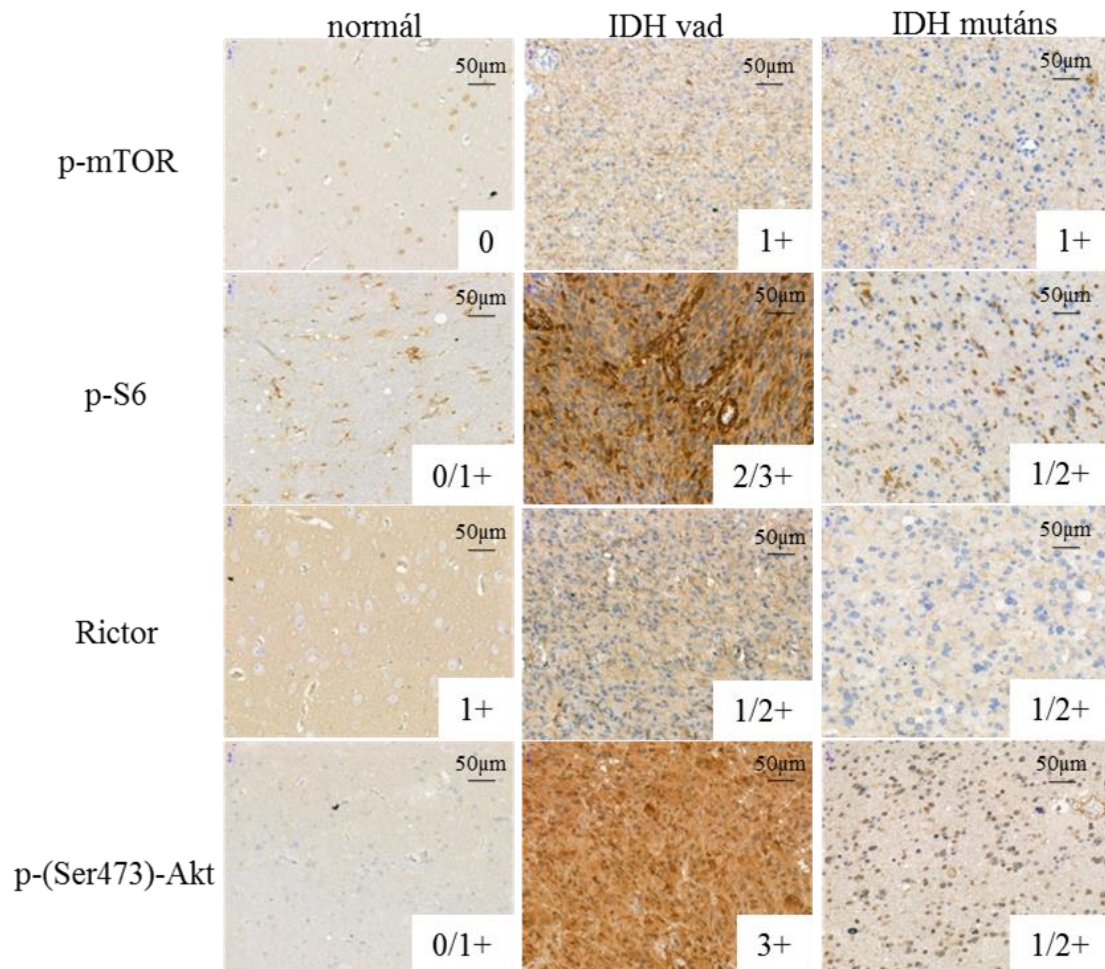 normál IDH vad IDH mutáns
p-mTOR
50µm 50µm 50µm
0 1+ 1+
p-S6
50µm 50µm 50µm
0/1+ 2/3+ 1/2+
Rictor
50µm 50µm 50µm
1+ 1/2+ 1/2+
p-(Ser473)-Akt
50µm 50µm 50µm
0/1+ 3+ 1/2+